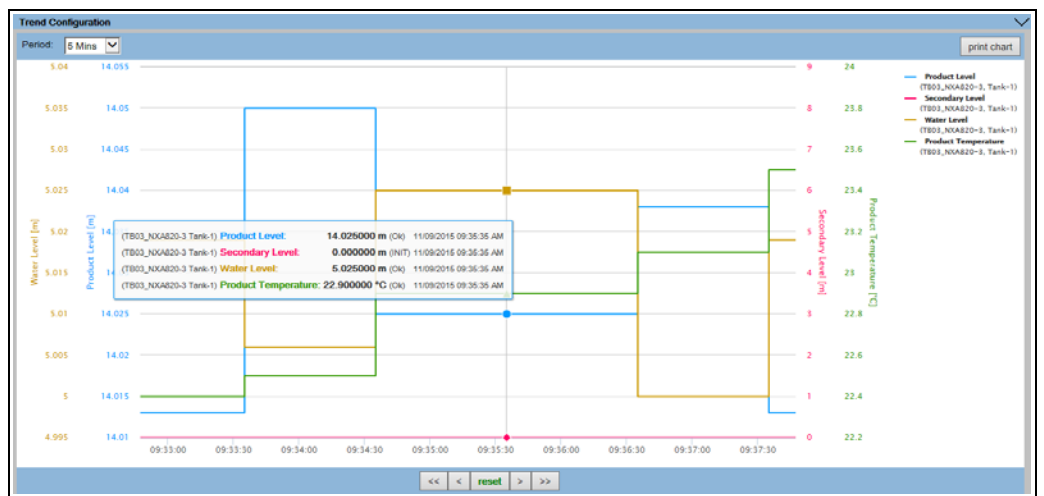 Trend Configuration
Period: 5 Mins print chart
5.04 14.055 9 24
5.035 14.05 8 23.8
5.03 14.045 23.6
5.025 14.04 6 23.4
5.02 14. 5 23.2
5.015 14 4 23
5.01 14.025 3 22.8
5.005 14.02 2 22.6
5 14.015 1 22.4
4.995 14.01 0 22.2
Water Level [m]
Product Level [m]
Secondary Level [m]
Product Temperature [°C]
Product Level
(TB03_NXA820-3, Tank-1)
Secondary Level
(TB03_NXA820-3, Tank-1)
Water Level
(TB03_NXA820-3, Tank-1)
Product Temperature
(TB03_NXA820-3, Tank-1)
(TB03_NXA820-3 Tank-1) Product Level: 14.025000 m (Ok) 11/09/2015 09:35:35 AM
(TB03_NXA820-3 Tank-1) Secondary Level: 0.000000 m (INIT) 11/09/2015 09:35:35 AM
(TB03_NXA820-3 Tank-1) Water Level: 5.025000 m (Ok) 11/09/2015 09:35:35 AM
(TB03_NXA820-3 Tank-1) Product Temperature: 22.900000 °C (Ok) 11/09/2015 09:35:35 AM
09:33:00 09:33:30 09:34:00 09:34:30 09:35:00 09:35:30 09:36:00 09:36:30 09:37:00 09:37:30
<< < reset > >>